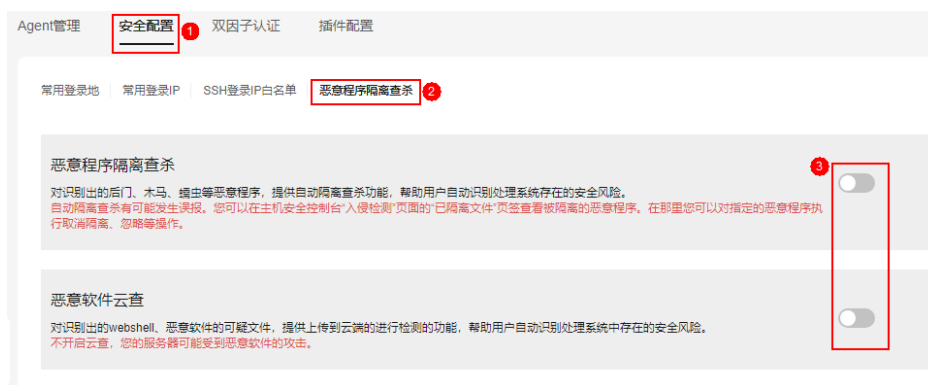 Agent管理 安全配置 1 双因子认证 插件配置
常用登录地 常用登录IP SSH登录IP白名单 恶意程序隔离查杀 2
恶意程序隔离查杀
3
对识别出的后门、木马、蠕虫等恶意程序，提供自动隔离查杀功能，帮助用户自动识别处理系统存在的安全风险。
自动隔离查杀有可能发生误报。您可以在主机安全控制台“入侵检测”页面的“已隔离文件”页签查看被隔离的恶意程序。在那里您可以对指定的恶意程序执
行取消隔离、忽略等操作。
恶意软件云查
对识别出的webshell、恶意软件的可疑文件，提供上传到云端的进行检测的功能，帮助用户自动识别处理系统中存在的安全风险。
不开启云查，您的服务器可能受到恶意软件的攻击。